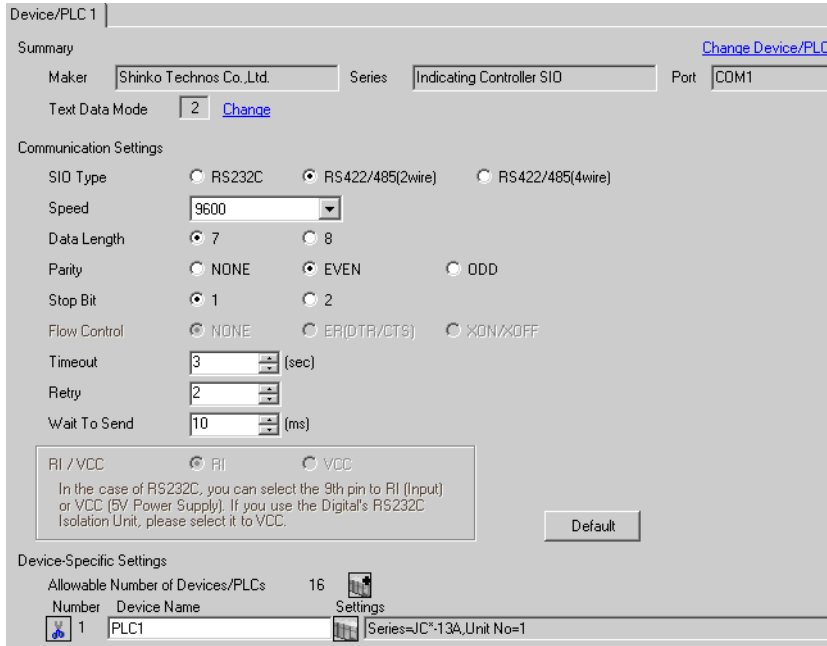 Device/PLC 1
Summary
Change Device/PLC
Maker Shinko Technos Co.,Ltd. Series Indicating Controller SIO Port COM1
Text Data Mode 2 Change
Communication Settings
SIO Type RS232C RS422/485(2wire) RS422/485(4wire)
Speed 9600
Data Length 7 8
Parity NONE EVEN ODD
Stop Bit 1 2
Flow Control NONE ER(DTR/CTS) XON/XOFF
Timeout 3 (sec)
Retry 2
Wait To Send 10 (ms)
RI / VCC RI VCC
In the case of RS232C, you can select the 9th pin to RI (Input)
or VCC (5V Power Supply). If you use the Digital's RS232C
Isolation Unit, please select it to VCC.
Default
Device-Specific Settings
Allowable Number of Devices/PLCs 16
Number Device Name Settings
1 PLC1 Series=JC*-13A,Unit No=1